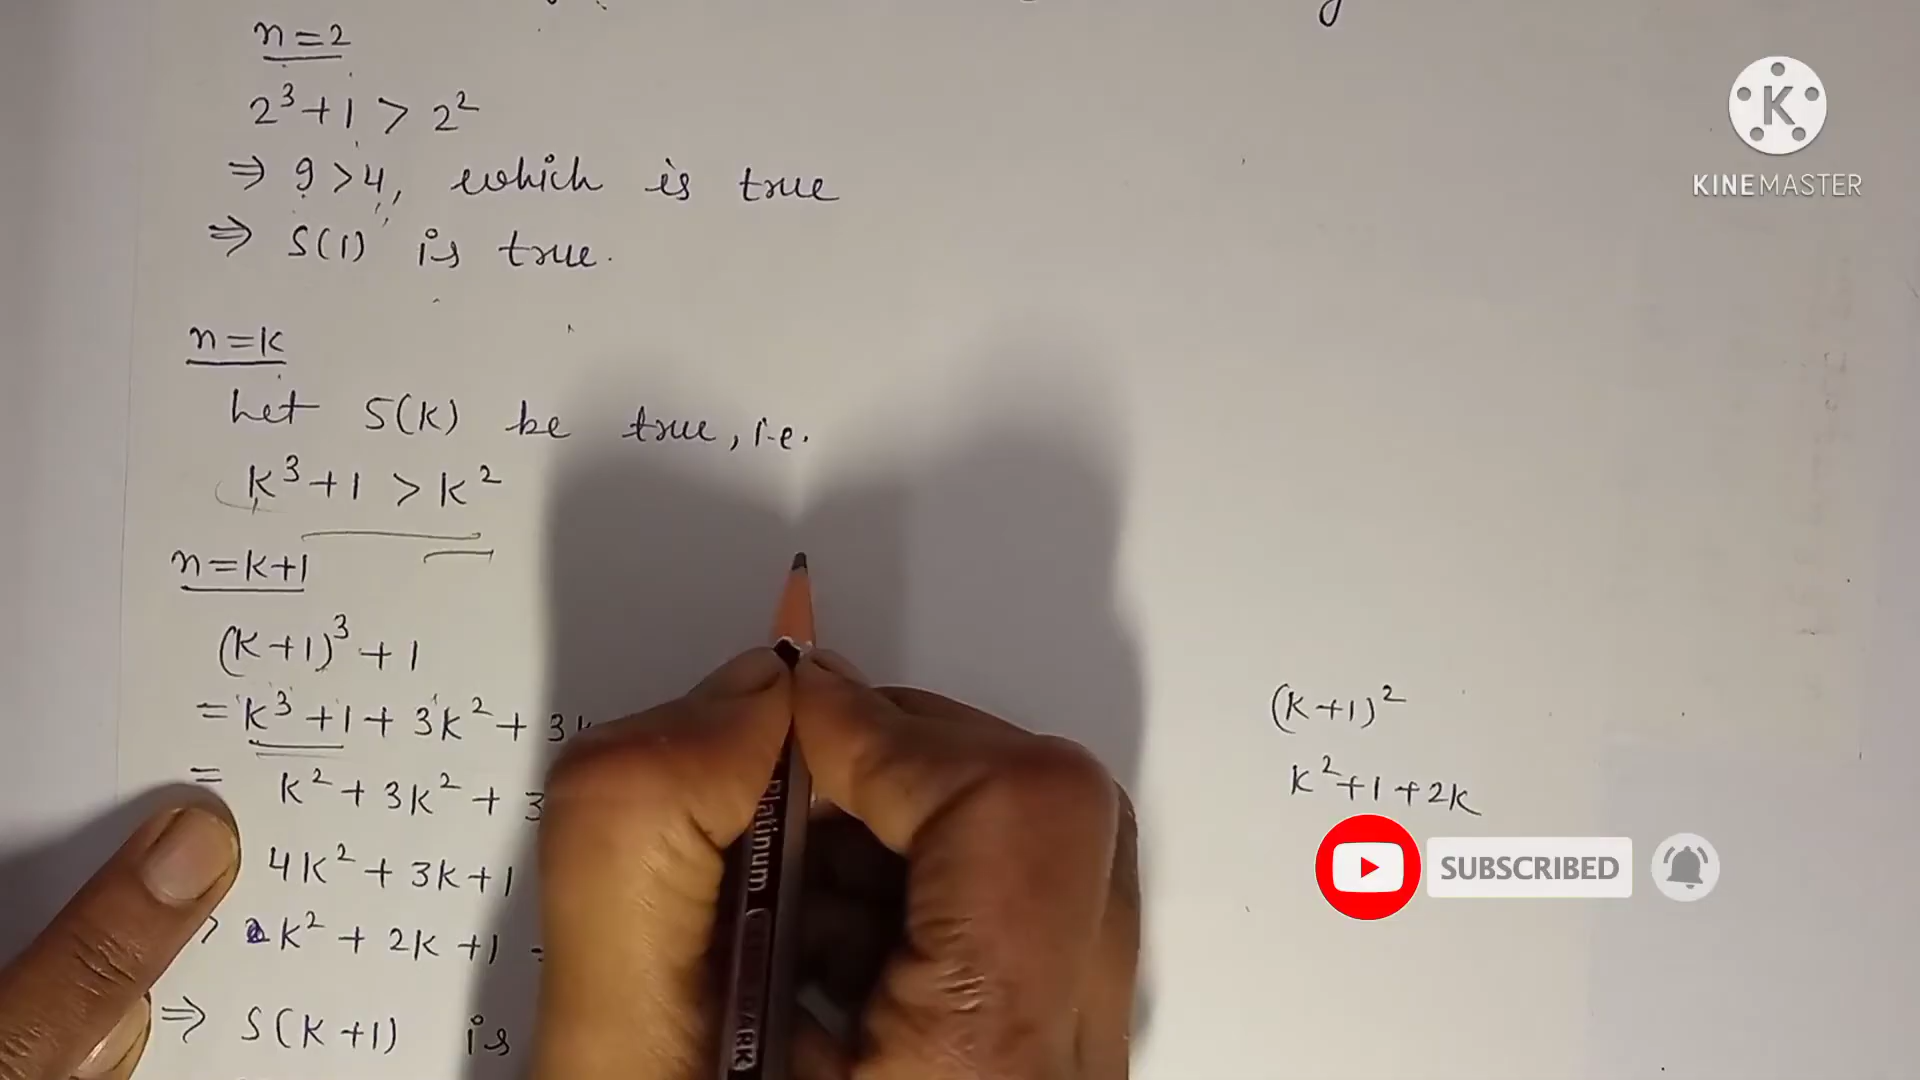 n=2
2³+1 > 2²
⇒ 9 > 4, which is true
⇒ S(1) is true.
n=k
Let S(k) be true, i.e.
k³+1 > k²
n=k+1
(k+1)³+1
= k³+1+3k²+3k
= k²+3k²+3
4k²+3k+1
> k²+2k+1
⇒ S(k+1) is
(k+1)²
k²+1+2k
K
KINEMASTER
SUBSCRIBED
Platinum